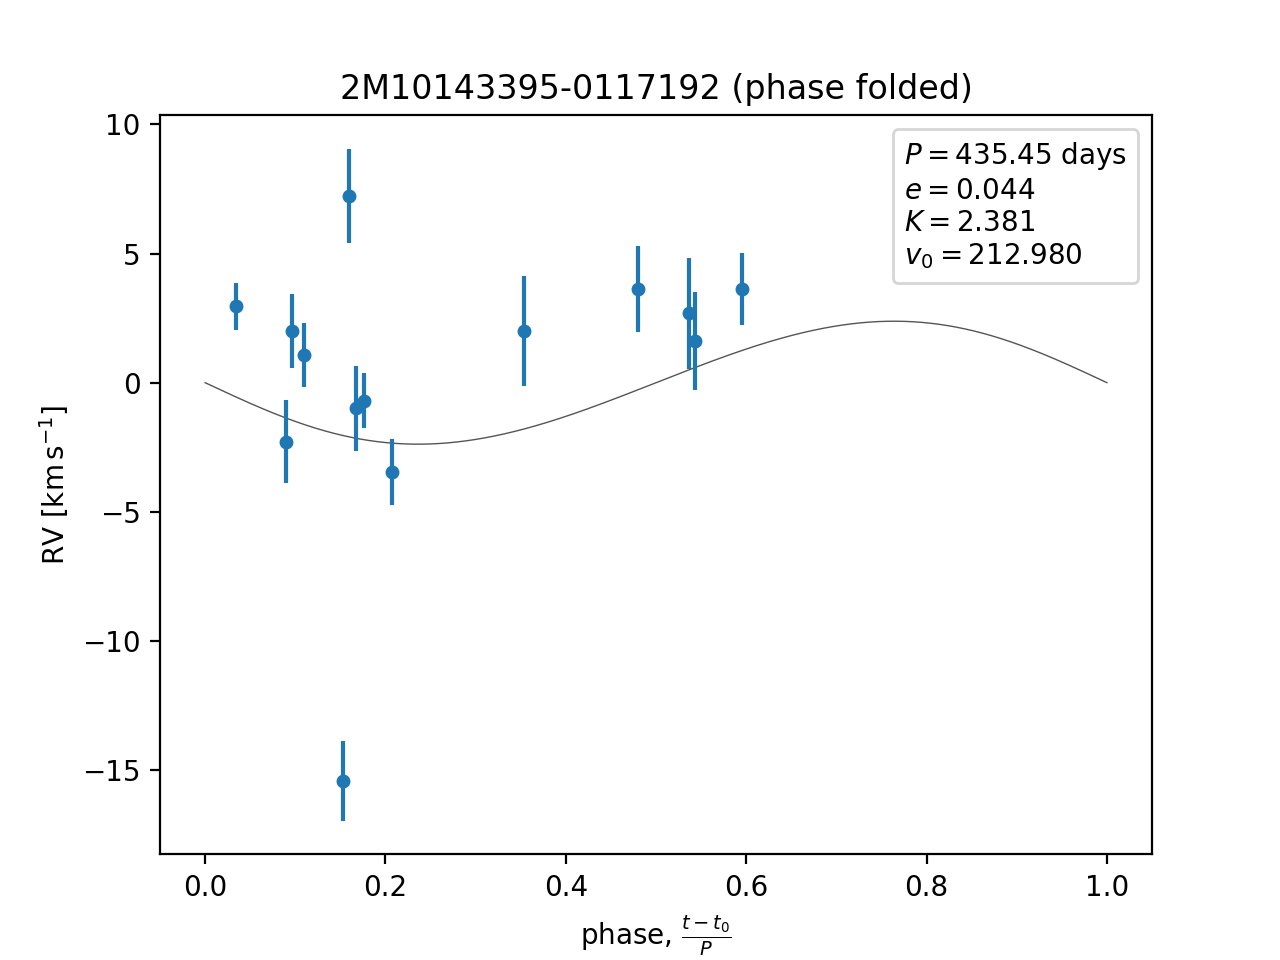 2M10143395-0117192 (phase folded)
P = 435.45 days
e = 0.044
K = 2.381
v₀ = 212.980
10
5
0
−5
−10
−15
RV [km s⁻¹]
0.0 0.2 0.4 0.6 0.8 1.0
phase, (t − t₀)/P